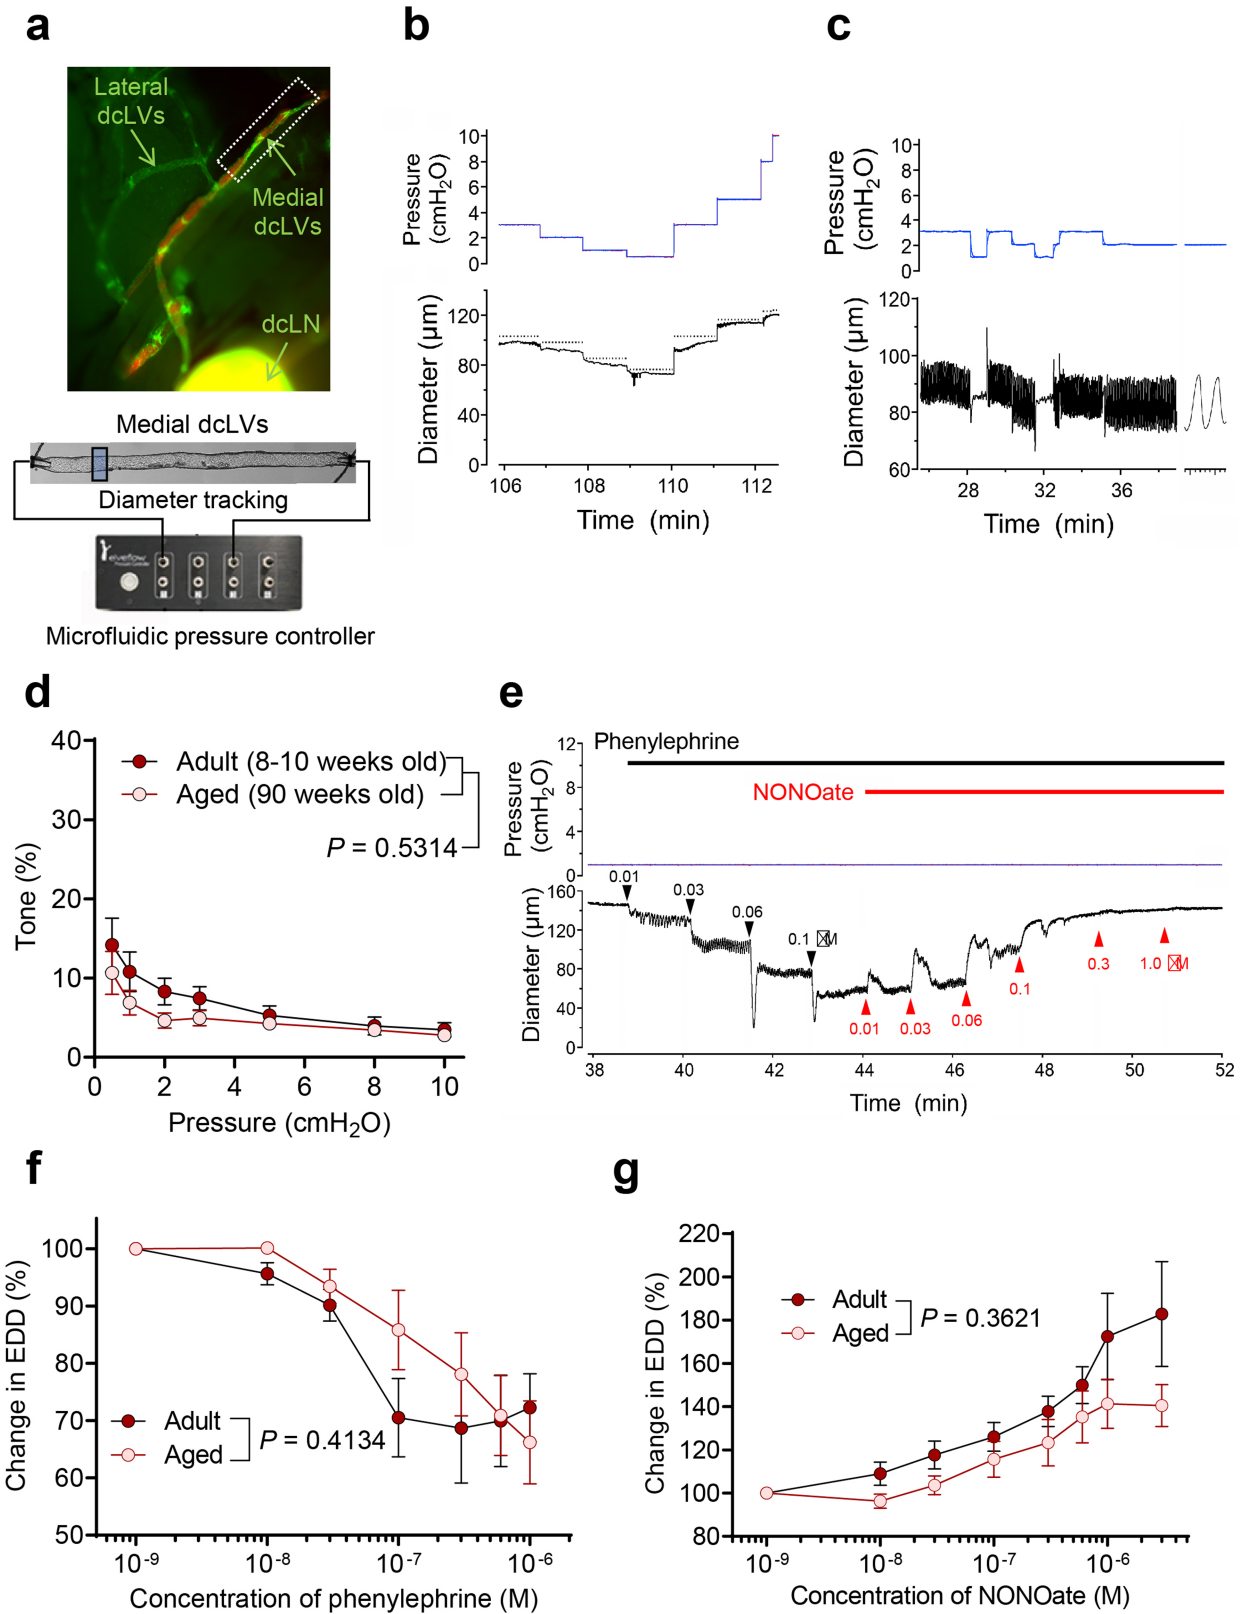 a
Lateral
dcLVs
Medial
dcLVs
dcLN
Medial dcLVs
Diameter tracking
elveflow
Microfluidic pressure controller
b
Pressure
(cmH2O)
10
8
6
4
2
0
Diameter (µm)
120
80
40
0
106 108 110 112
Time (min)
c
Pressure
(cmH2O)
10
8
6
4
2
0
Diameter (µm)
120
100
80
60
28 32 36
Time (min)
d
Tone (%)
40
30
20
10
0
Adult (8-10 weeks old)
Aged (90 weeks old)
P = 0.5314
0 2 4 6 8 10
Pressure (cmH2O)
e
Pressure
(cmH2O)
12
8
4
0
Phenylephrine
NONOate
Diameter (µm)
160
120
80
40
0
0.01 0.03 0.06 0.1 M
0.01 0.03 0.06 0.1 0.3 1.0 M
38 40 42 44 46 48 50 52
Time (min)
f
Change in EDD (%)
100
90
80
70
60
50
Adult
Aged
P = 0.4134
10-9 10-8 10-7 10-6
Concentration of phenylephrine (M)
g
Change in EDD (%)
220
200
180
160
140
120
100
80
Adult
Aged
P = 0.3621
10-9 10-8 10-7 10-6
Concentration of NONOate (M)